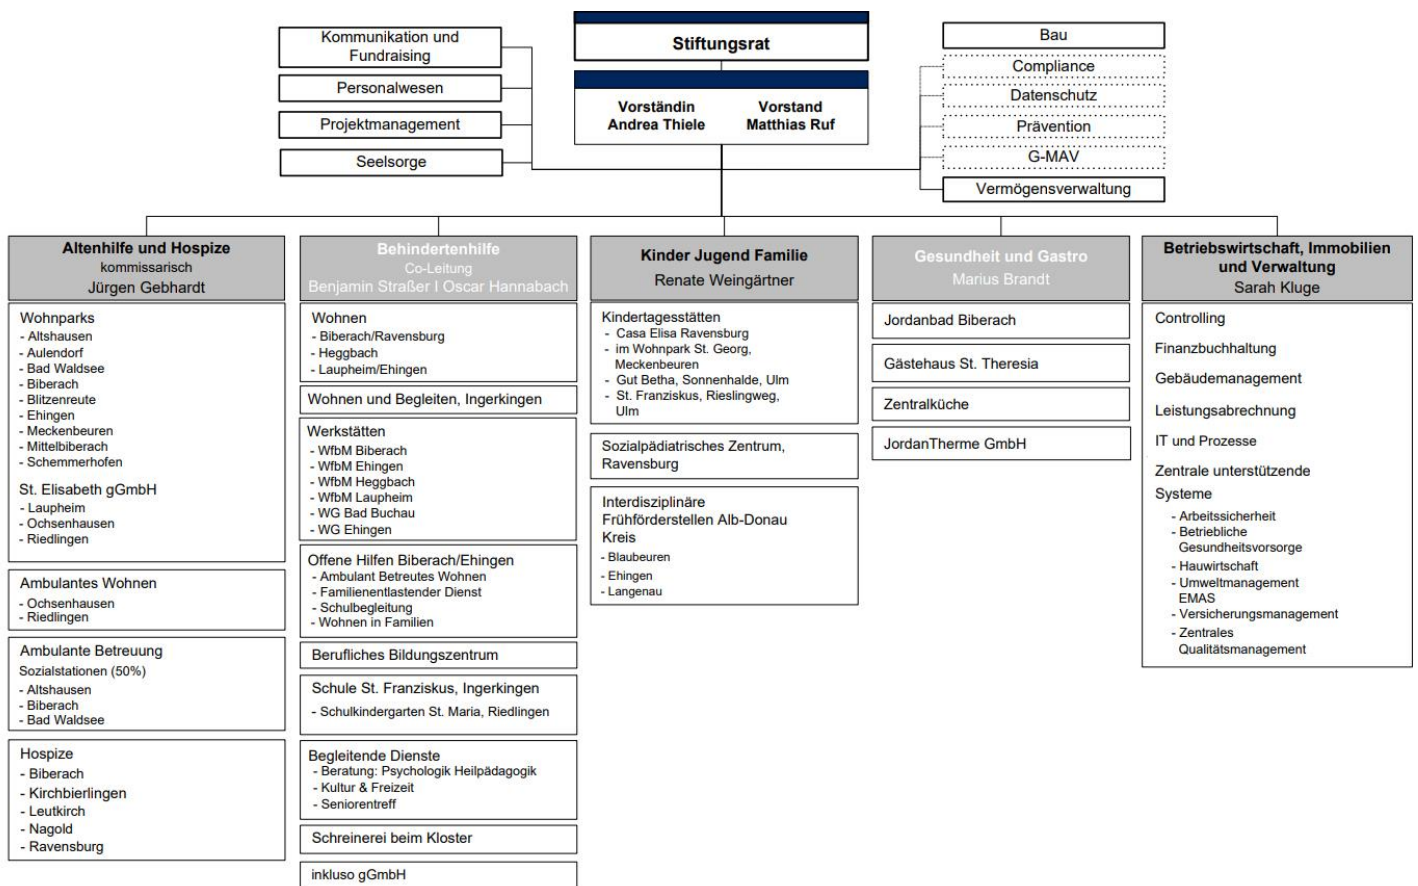 Kommunikation und
Fundraising
Personalwesen
Projektmanagement
Seelsorge
Stiftungsrat
Vorständin
Andrea Thiele
Vorstand
Matthias Ruf
Bau
Compliance
Datenschutz
Prävention
G-MAV
Vermögensverwaltung
Altenhilfe und Hospize
kommissarisch
Jürgen Gebhardt
Wohnparks
- Altshausen
- Aulendorf
- Bad Waldsee
- Biberach
- Blitzenreute
- Ehingen
- Meckenbeuren
- Mittelbiberach
- Schemmerhofen
St. Elisabeth gGmbH
- Laupheim
- Ochsenhausen
- Riedlingen
Ambulantes Wohnen
- Ochsenhausen
- Riedlingen
Ambulante Betreuung
Sozialstationen (50%)
- Altshausen
- Biberach
- Bad Waldsee
Hospize
- Biberach
- Kirchbierlingen
- Leutkirch
- Nagold
- Ravensburg
Behindertenhilfe
Co-Leitung
Benjamin Straßer I Oscar Hannabach
Wohnen
- Biberach/Ravensburg
- Heggbach
- Laupheim/Ehingen
Wohnen und Begleiten, Ingerkingen
Werkstätten
- WfbM Biberach
- WfbM Ehingen
- WfbM Heggbach
- WfbM Laupheim
- WG Bad Buchau
- WG Ehingen
Offene Hilfen Biberach/Ehingen
- Ambulant Betreutes Wohnen
- Familienentlastender Dienst
- Schulbegleitung
- Wohnen in Familien
Berufliches Bildungszentrum
Schule St. Franziskus, Ingerkingen
- Schulkindergarten St. Maria, Riedlingen
Begleitende Dienste
- Beratung: Psychologik Heilpädagogik
- Kultur & Freizeit
- Seniorentreff
Schreinerei beim Kloster
inkluso gGmbH
Kinder Jugend Familie
Renate Weingärtner
Kindertagesstätten
- Casa Elisa Ravensburg
- im Wohnpark St. Georg,
Meckenbeuren
- Gut Betha, Sonnenhalde, Ulm
- St. Franziskus, Rieslingweg,
Ulm
Sozialpädiatrisches Zentrum,
Ravensburg
Interdisziplinäre
Frühförderstellen Alb-Donau
Kreis
- Blaubeuren
- Ehingen
- Langenau
Gesundheit und Gastro
Marius Brandt
Jordanbad Biberach
Gästehaus St. Theresia
Zentralküche
JordanTherme GmbH
Betriebswirtschaft, Immobilien
und Verwaltung
Sarah Kluge
Controlling
Finanzbuchhaltung
Gebäudemanagement
Leistungsabrechnung
IT und Prozesse
Zentrale unterstützende
Systeme
- Arbeitssicherheit
- Betriebliche
Gesundheitsvorsorge
- Hauwirtschaft
- Umweltmanagement
EMAS
- Versicherungsmanagement
- Zentrales
Qualitätsmanagement